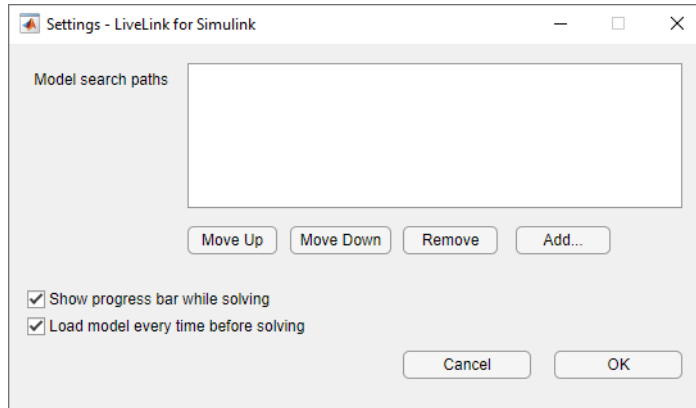 Settings - LiveLink for Simulink
Model search paths
Move Up Move Down Remove Add...
Show progress bar while solving
Load model every time before solving
Cancel OK